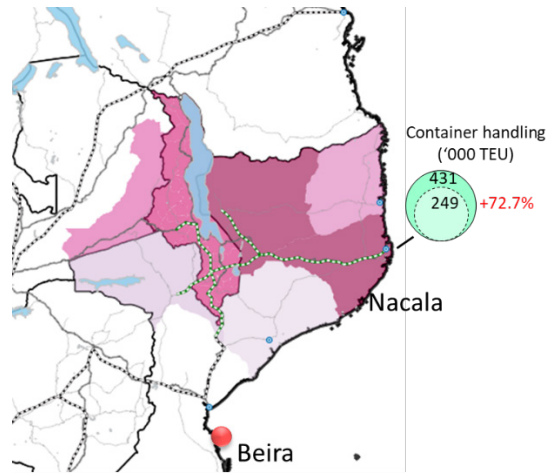 Container handling
(‘000 TEU)
431
249
+72.7%
Nacala
Beira